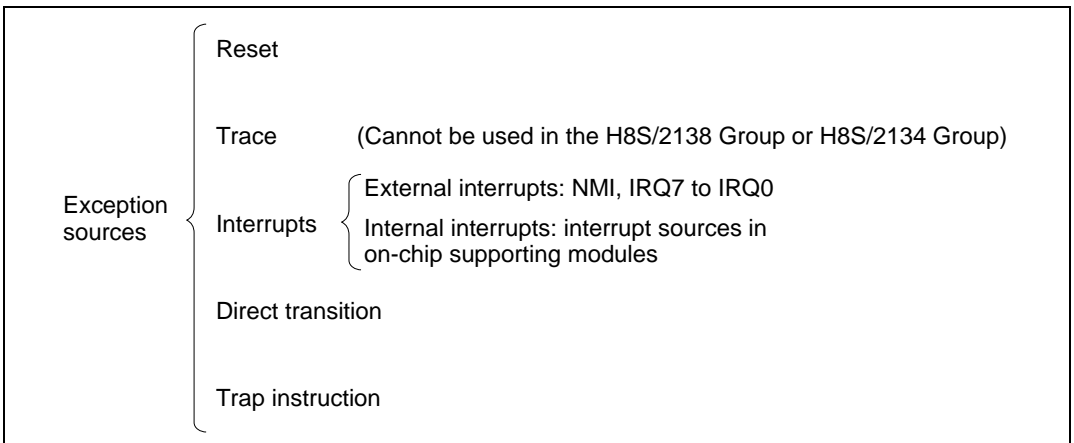 Reset
Trace (Cannot be used in the H8S/2138 Group or H8S/2134 Group)
Exception
sources
Interrupts
External interrupts: NMI, IRQ7 to IRQ0
Internal interrupts: interrupt sources in
on-chip supporting modules
Direct transition
Trap instruction